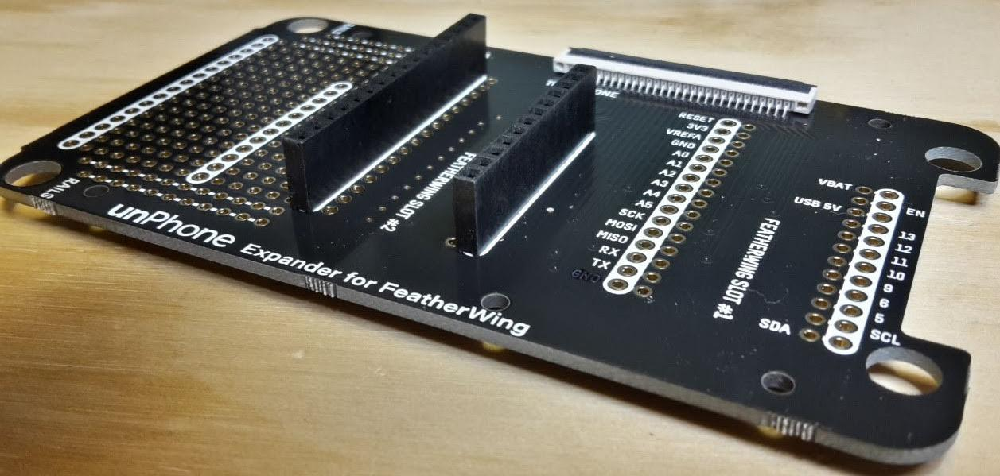 RAILS
unPhone Expander for FeatherWing
FEATHERWING SLOT #2
RESET
3V3
VREFA
GND
A0
A1
A2
A3
A4
A5
SCK
MOSI
MISO
RX
TX
GND
FEATHERWING SLOT #1
VBAT
USB 5V
EN
13
12
11
10
9
6
5
SCL
SDA